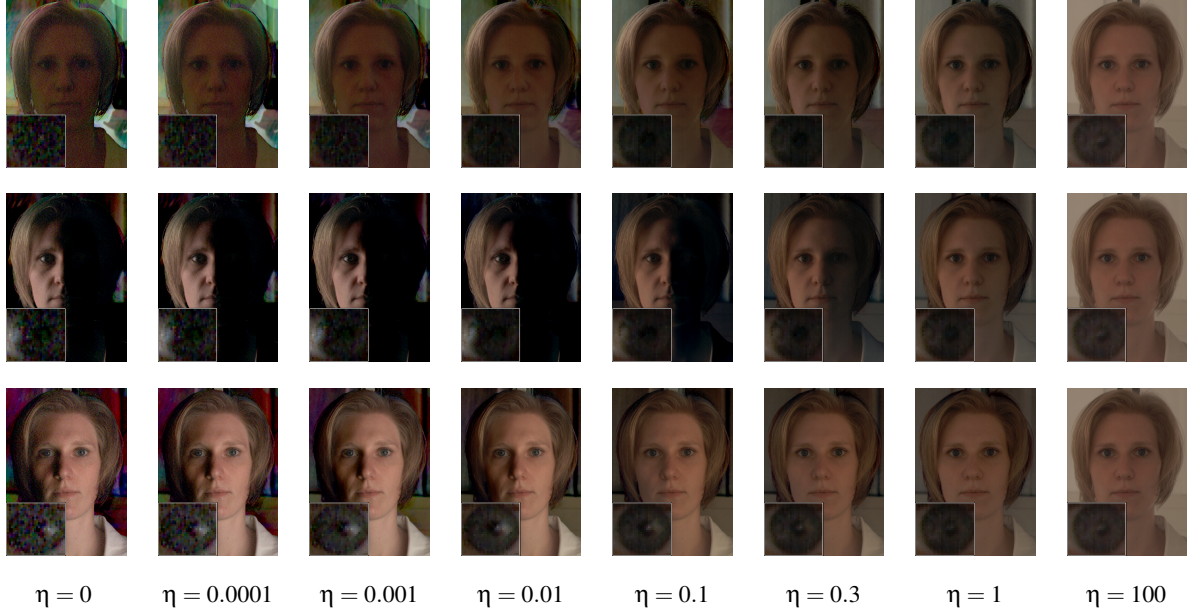 η = 0 η = 0.0001 η = 0.001 η = 0.01 η = 0.1 η = 0.3 η = 1 η = 100